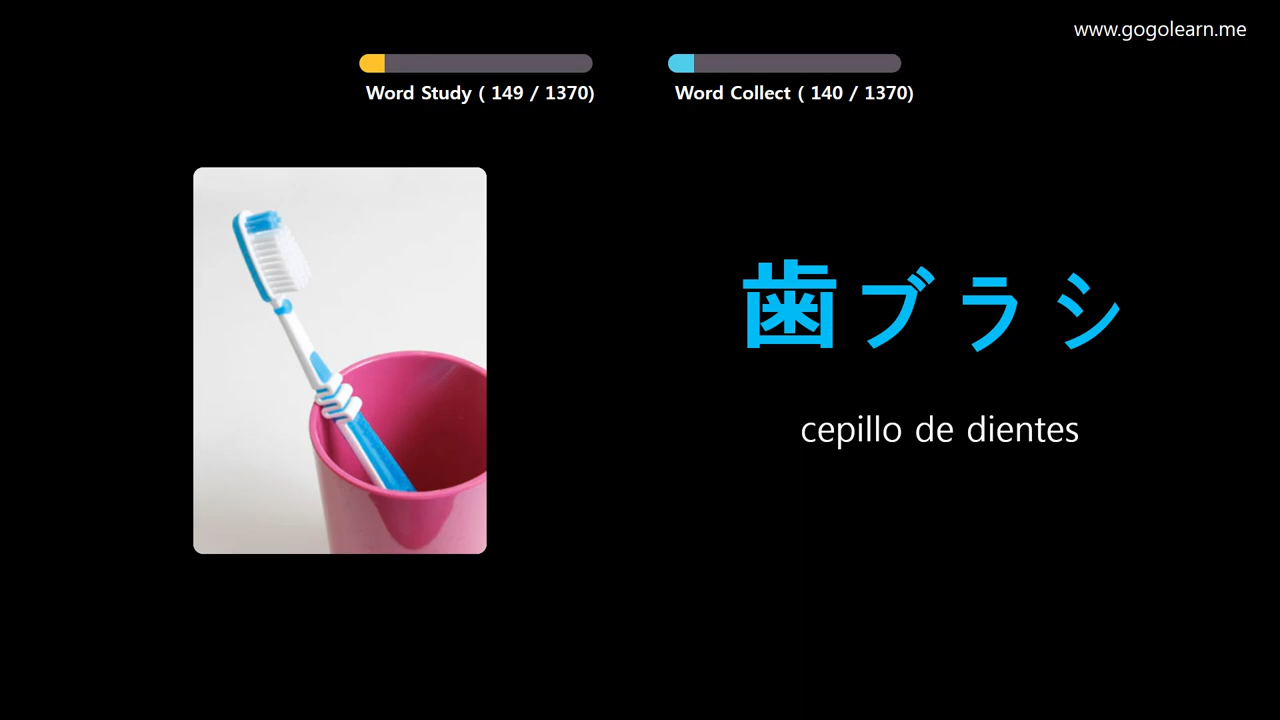 www.gogolearn.me
Word Study ( 149 / 1370)
Word Collect ( 140 / 1370)
歯ブラシ
cepillo de dientes